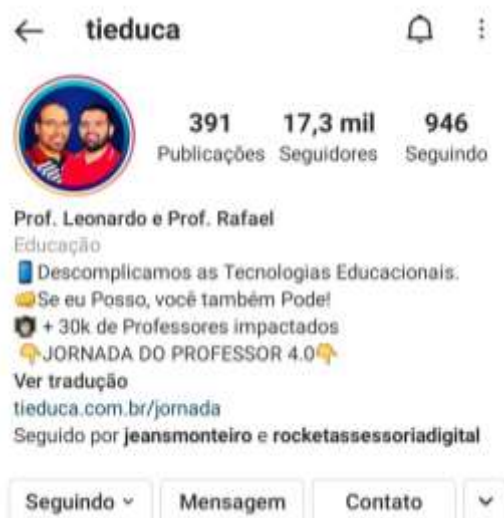 tieduca
391 17,3 mil 946
Publicações Seguidores Seguindo
Prof. Leonardo e Prof. Rafael
Educação
Descomplicamos as Tecnologias Educacionais.
Se eu Posso, você também Pode!
+ 30k de Professores impactados
JORNADA DO PROFESSOR 4.0
Ver tradução
tieduca.com.br/jornada
Seguido por jeansmonteiro e rocketassessoriadigital
Seguindo Mensagem Contato